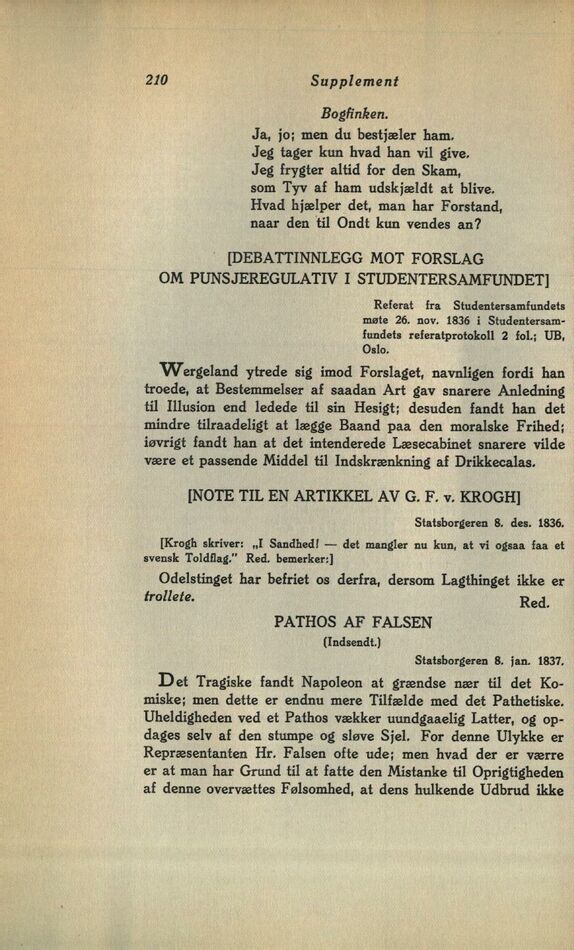 210 Supplement
Bogfinken.
Ja, jo; men du bestjæler ham.
Jeg tager kun hvad han vil give.
Jeg frygter altid for den Skam,
som Tyv af ham udskjældt at blive.
Hvad hjælper det, man har Forstand,
naar den til Ondt kun vendes an?
[DEBATTINNLEGG MOT FORSLAG
OM PUNSJEREGULATIV I STUDENTERSAMFUNDET]
Referat fra Studentersamfundets
møte 26. nov. 1836 i Studentersam-
fundets referatprotokoll 2 fol.; UB,
Oslo.
Wergeland ytrede sig imod Forslaget, navnligen fordi han
troede, at Bestemmelser af saadan Art gav snarere Anledning
til Illusion end ledede til sin Hesigt; desuden fandt han det
mindre tilraadeligt at lægge Baand paa den moralske Frihed;
iøvrigt fandt han at det intenderede Læsecabinet snarere vilde
være et passende Middel til Indskrænkning af Drikkecalas.
[NOTE TIL EN ARTIKKEL AV G. F. v. KROGH]
Statsborgeren 8. des. 1836.
[Krogh skriver: „I Sandhed! — det mangler nu kun, at vi ogsaa faa et
svensk Toldflag.” Red. bemerker:]
Odelstinget har befriet os derfra, dersom Lagthinget ikke er
trollete.
Red.
PATHOS AF FALSEN
(Indsendt.)
Statsborgeren 8. jan. 1837.
Det Tragiske fandt Napoleon at grændse nær til det Ko-
miske; men dette er endnu mere Tilfælde med det Pathetiske.
Uheldigheden ved et Pathos vækker uundgaaelig Latter, og op-
dages selv af den stumpe og sløve Sjel. For denne Ulykke er
Repræsentanten Hr. Falsen ofte ude; men hvad der er værre
er at man har Grund til at fatte den Mistanke til Oprigtigheden
af denne overvættes Følsomhed, at dens hulkende Udbrud ikke